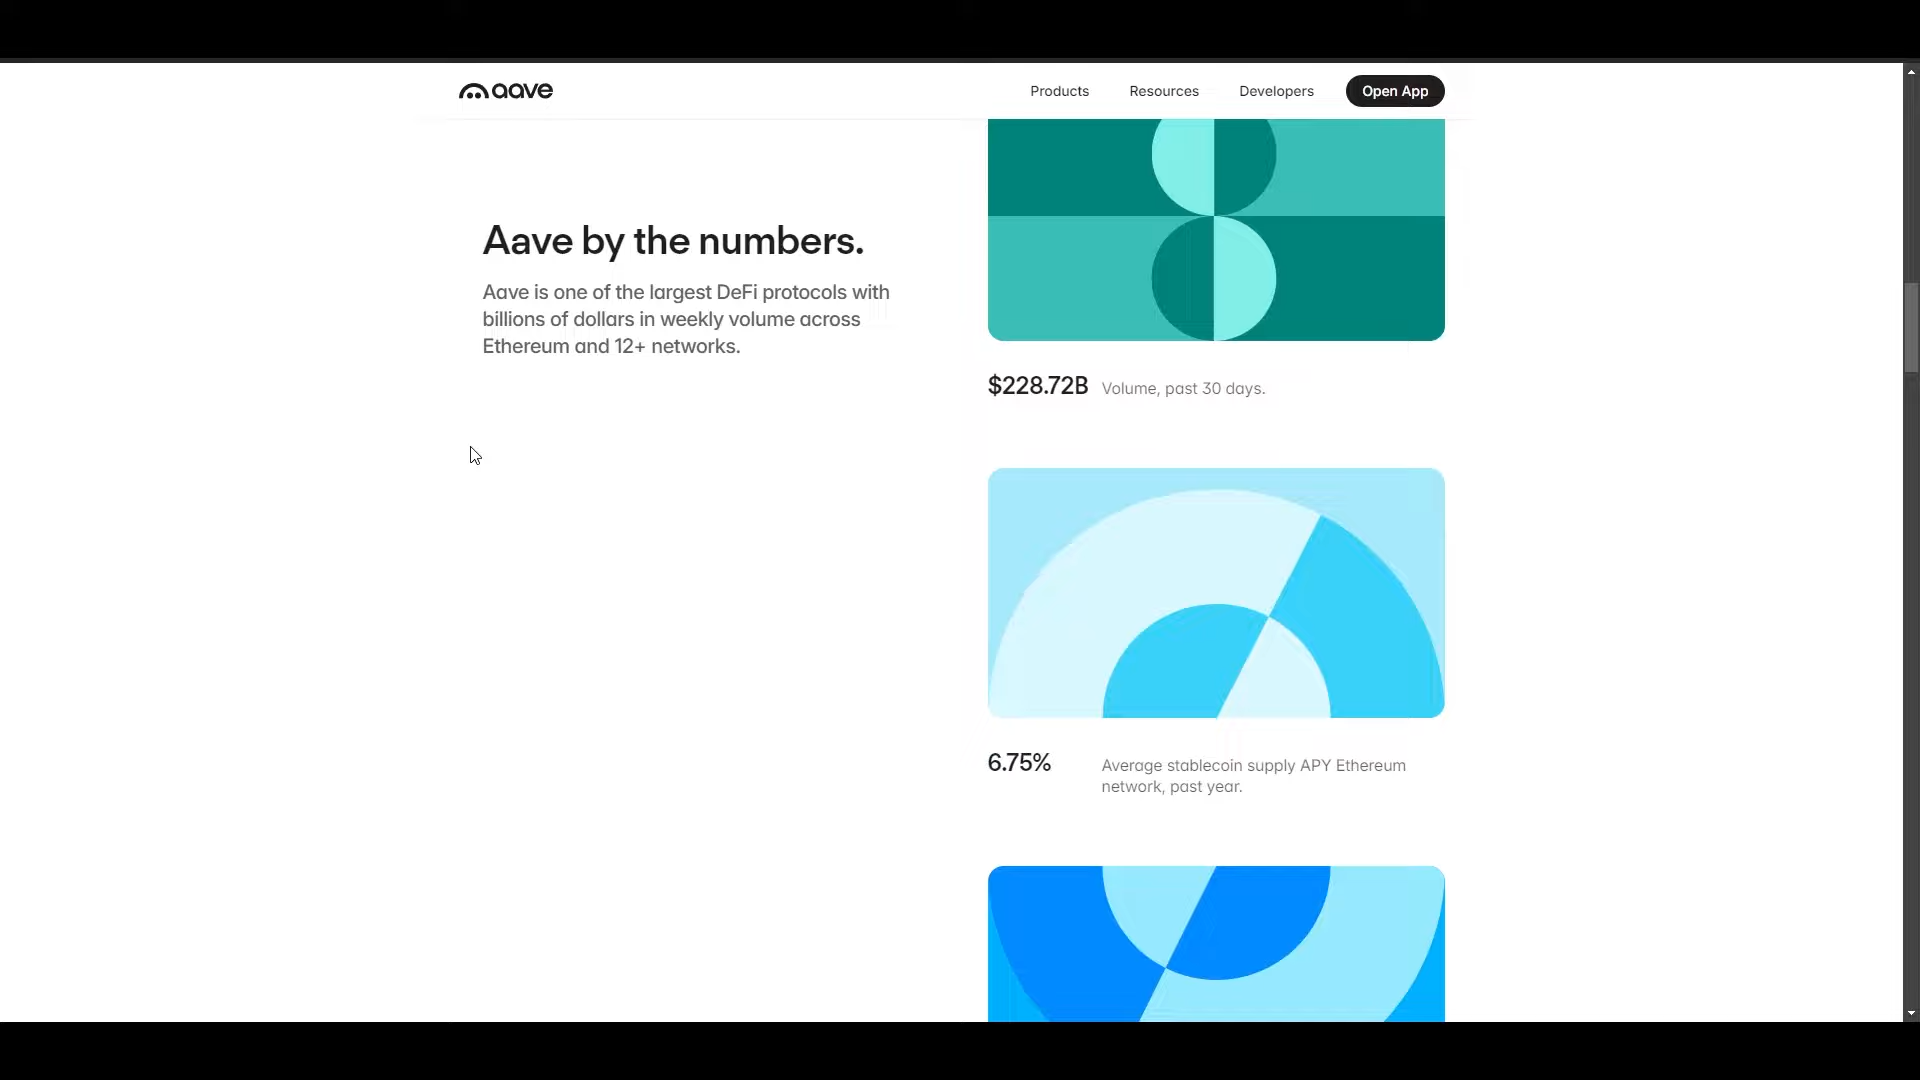 aave
Products Resources Developers Open App
Aave by the numbers.
Aave is one of the largest DeFi protocols with
billions of dollars in weekly volume across
Ethereum and 12+ networks.
$228.72B Volume, past 30 days.
6.75% Average stablecoin supply APY Ethereum
network, past year.